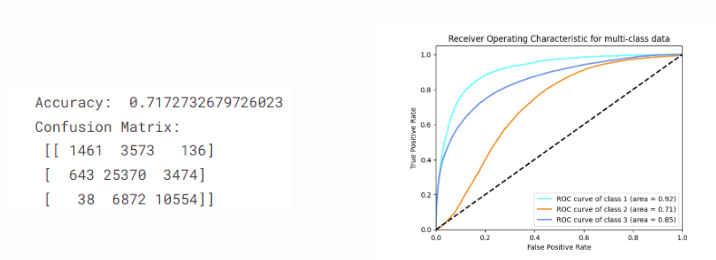 Accuracy:  0.7172732679726023
Confusion Matrix:
[[ 1461  3573   136]
[  643 25370  3474]
[   38  6872 10554]]
Receiver Operating Characteristic for multi-class data
True Positive Rate
1.0
0.8
0.6
0.4
0.2
0.0
ROC curve of class 1 (area = 0.92)
ROC curve of class 2 (area = 0.71)
ROC curve of class 3 (area = 0.85)
0.0 0.2 0.4 0.6 0.8 1.0
False Positive Rate